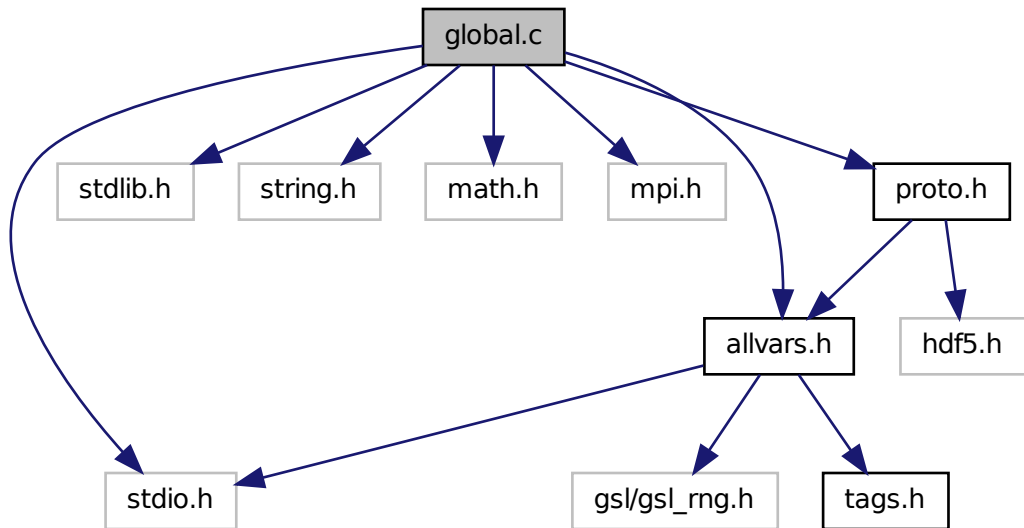 global.c
stdlib.h
string.h
math.h
mpi.h
proto.h
allvars.h
hdf5.h
stdio.h
gsl/gsl_rng.h
tags.h